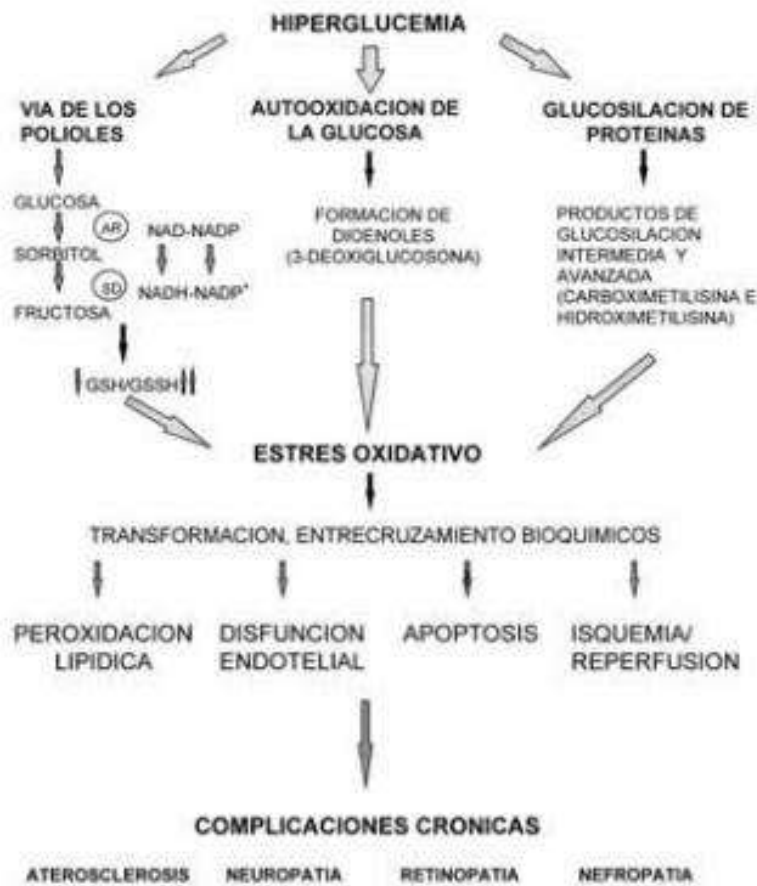 HIPERGLUCEMIA
VIA DE LOS
POLIOLES
GLUCOSA
AR
NAD-NADP
SORBITOL
SD
NADH-NADP+
FRUCTOSA
GSH/GSSH
AUTOOXIDACION DE
LA GLUCOSA
FORMACION DE
DIOENOLES
(3-DEOXIGLUCOSONA)
GLUCOSILACION DE
PROTEINAS
PRODUCTOS DE
GLUCOSILACION
INTERMEDIA Y
AVANZADA
(CARBOXIMETILISINA E
HIDROXIMETILISINA)
ESTRES OXIDATIVO
TRANSFORMACION, ENTRECRUZAMIENTO BIOQUIMICOS
PEROXIDACION
LIPIDICA
DISFUNCION
ENDOTELIAL
APOPTOSIS
ISQUEMIA/
REPERFUSION
COMPLICACIONES CRONICAS
ATEROSCLEROSIS NEUROPATIA RETINOPATIA NEFROPATIA